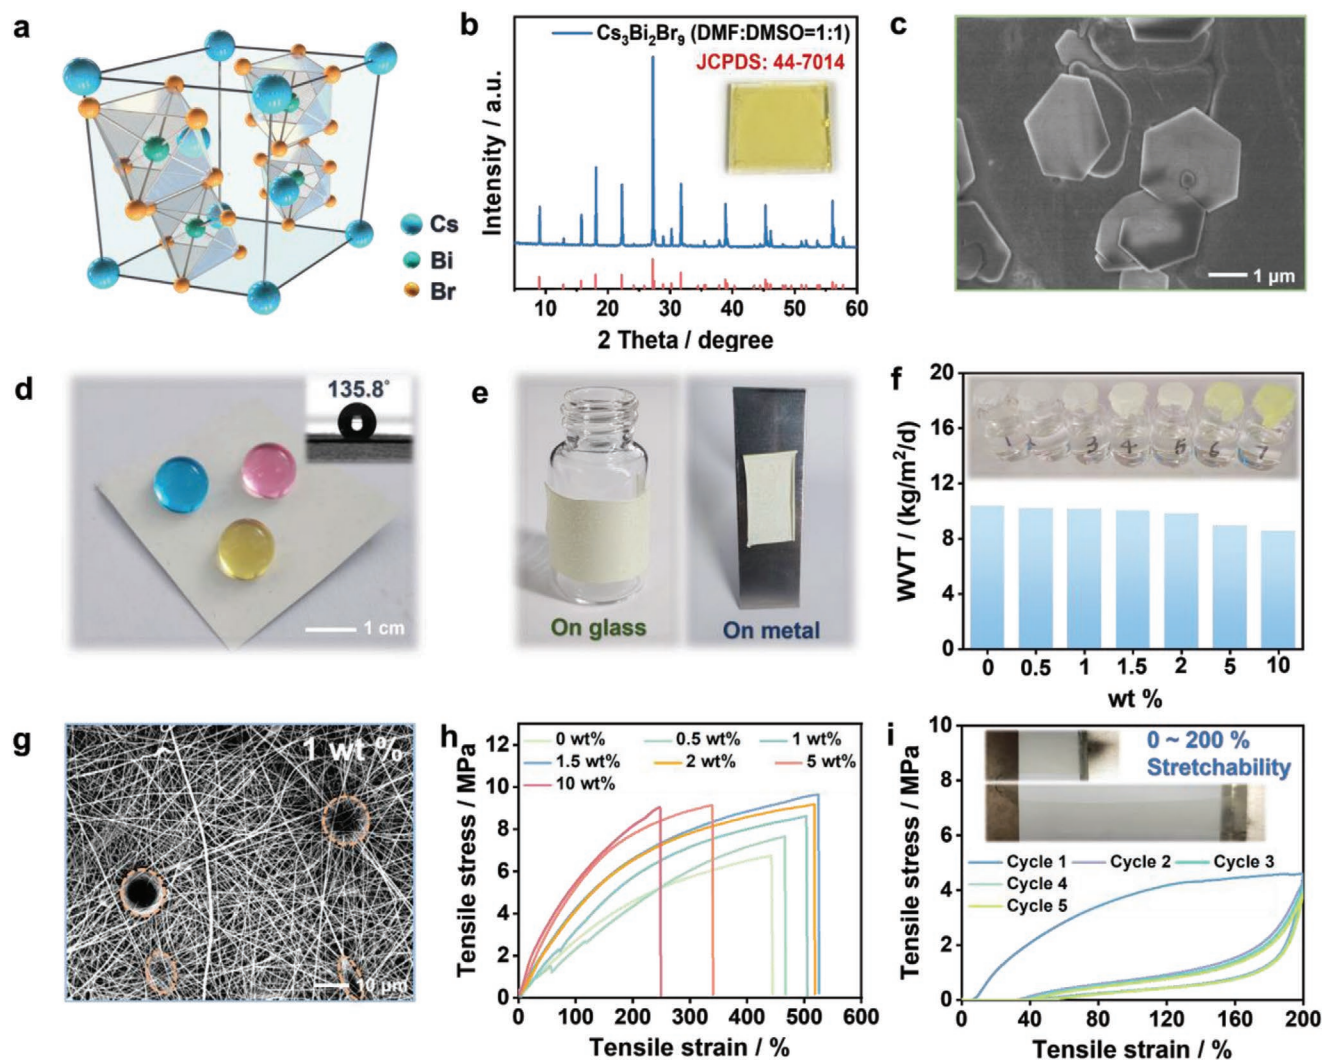 a
Cs
Bi
Br
b
Cs₃Bi₂Br₉ (DMF:DMSO=1:1)
JCPDS: 44-7014
Intensity / a.u.
10 20 30 40 50 60
2 Theta / degree
c
1 μm
d
135.8°
1 cm
e
On glass
On metal
f
20
16
12
8
4
0
WVT / (kg/m²/d)
3 4 5 6 7
0 0.5 1 1.5 2 5 10
wt %
g
1 wt %
10 μm
h
12
10
8
6
4
2
0
Tensile stress / MPa
0 wt% 0.5 wt% 1 wt%
1.5 wt% 2 wt% 5 wt%
10 wt%
0 100 200 300 400 500 600
Tensile strain / %
i
10
8
6
4
2
0
Tensile stress / MPa
0 ~ 200 %
Stretchability
Cycle 1 Cycle 2 Cycle 3
Cycle 4
Cycle 5
0 40 80 120 160 200
Tensile strain / %